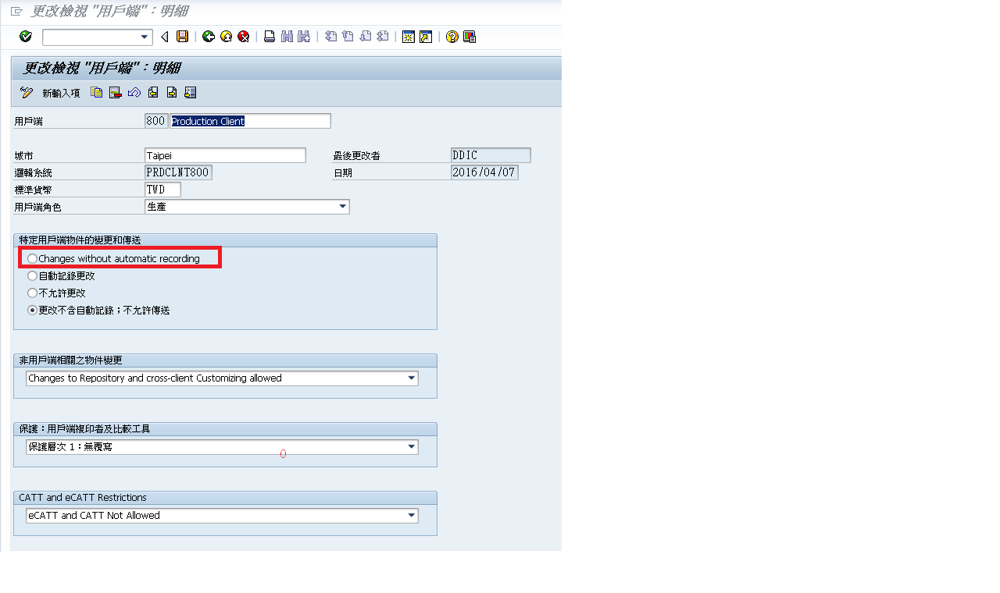 更改檢視 "用戶端"：明細
更改檢視 "用戶端"：明細
新輸入項
用戶端 800 Production Client
城市 Taipei 最後更改者 DDIC
邏輯系統 PRDCLNT800 日期 2016/04/07
標準貨幣 TWD
用戶端角色 生產
特定用戶端物件的變更和傳送
Changes without automatic recording
自動記錄更改
不允許更改
更改不含自動記錄；不允許傳送
非用戶端相關之物件變更
Changes to Repository and cross-client Customizing allowed
保護：用戶端複印者及比較工具
保護層次 1：無覆寫
CATT and eCATT Restrictions
eCATT and CATT Not Allowed